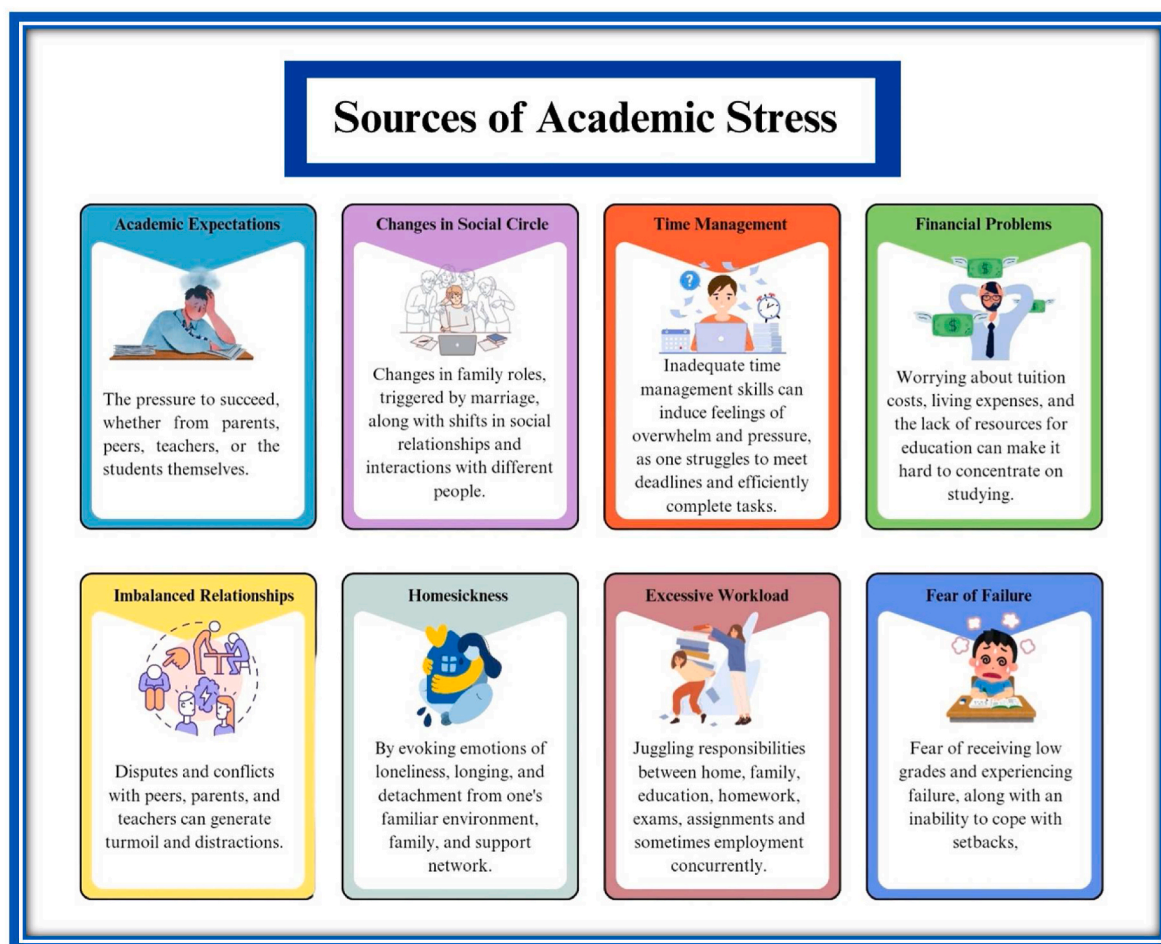 Sources of Academic Stress
Academic Expectations
The pressure to succeed,
whether from parents,
peers, teachers, or the
students themselves.
Changes in Social Circle
Changes in family roles,
triggered by marriage,
along with shifts in social
relationships and
interactions with different
people.
Time Management
?
Inadequate time
management skills can
induce feelings of
overwhelm and pressure,
as one struggles to meet
deadlines and efficiently
complete tasks.
Financial Problems
$
$
Worrying about tuition
costs, living expenses, and
the lack of resources for
education can make it
hard to concentrate on
studying.
Imbalanced Relationships
Disputes and conflicts
with peers, parents, and
teachers can generate
turmoil and distractions.
Homesickness
By evoking emotions of
loneliness, longing, and
detachment from one's
familiar environment,
family, and support
network.
Excessive Workload
Juggling responsibilities
between home, family,
education, homework,
exams, assignments and
sometimes employment
concurrently.
Fear of Failure
Fear of receiving low
grades and experiencing
failure, along with an
inability to cope with
setbacks,